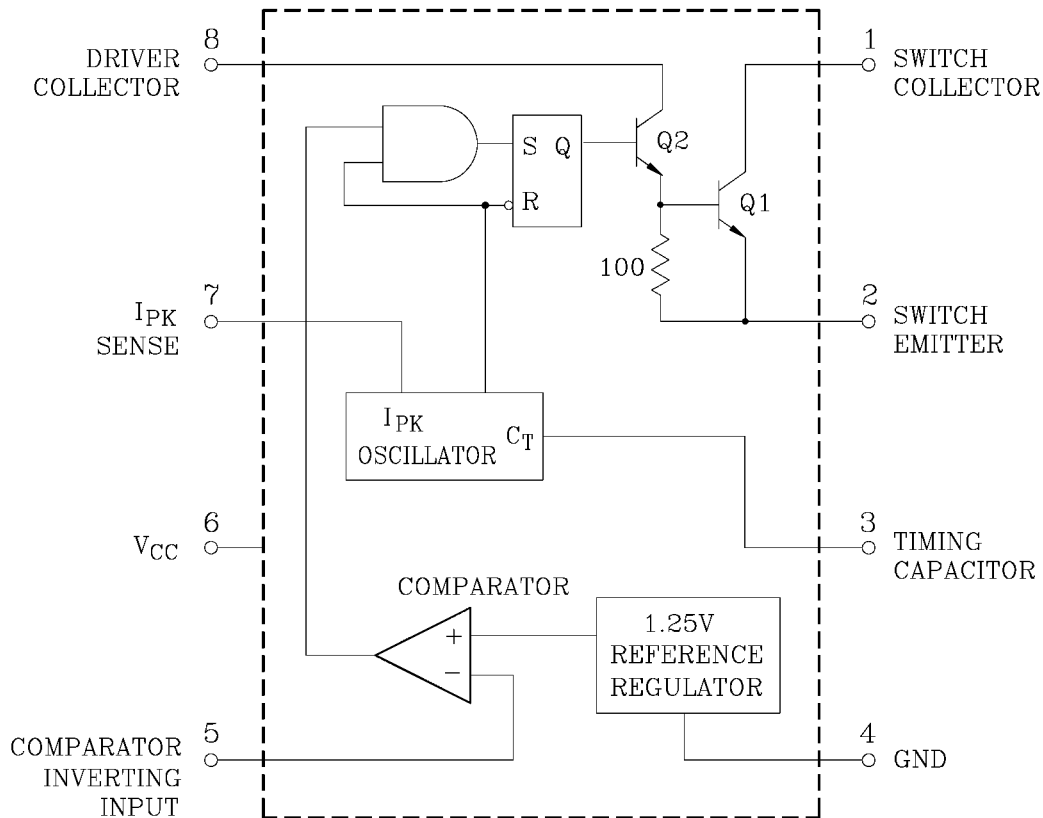 8
DRIVER
COLLECTOR
1
SWITCH
COLLECTOR
S Q
R
Q2
Q1
100
7
IPK
SENSE
2
SWITCH
EMITTER
IPK
CT
OSCILLATOR
6
VCC
3
TIMING
CAPACITOR
COMPARATOR
+
−
1.25V
REFERENCE
REGULATOR
5
COMPARATOR
INVERTING
INPUT
4
GND